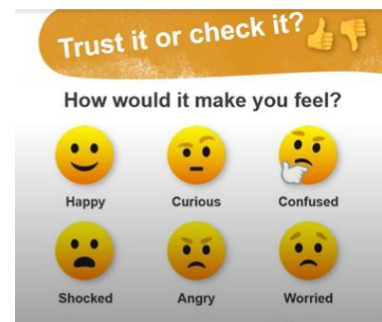 Trust it or check it?
How would it make you feel?
Happy Curious Confused
Shocked Angry Worried